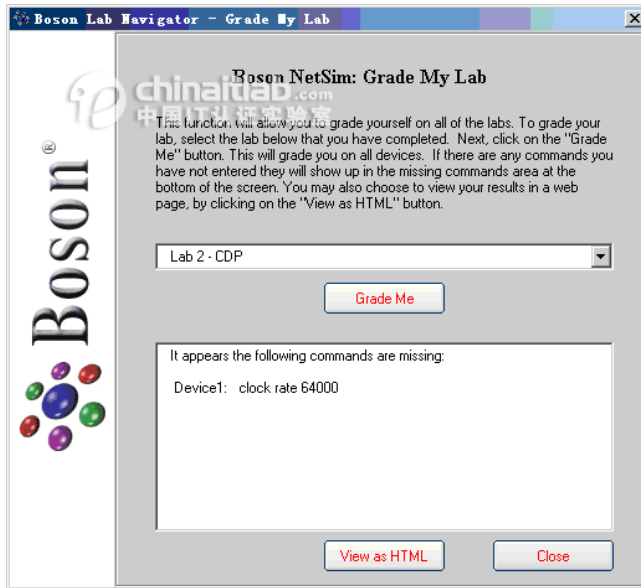 Boson Lab Navigator - Grade My Lab
chinaitlab.com
中国IT认证实验室
Boson NetSim: Grade My Lab
This function will allow you to grade yourself on all of the labs. To grade your
lab, select the lab below that you have completed. Next, click on the "Grade
Me" button. This will grade you on all devices. If there are any commands you
have not entered they will show up in the missing commands area at the
bottom of the screen. You may also choose to view your results in a web
page, by clicking on the "View as HTML" button.
Boson®
Lab 2 - CDP
Grade Me
It appears the following commands are missing:
Device1: clock rate 64000
View as HTML
Close